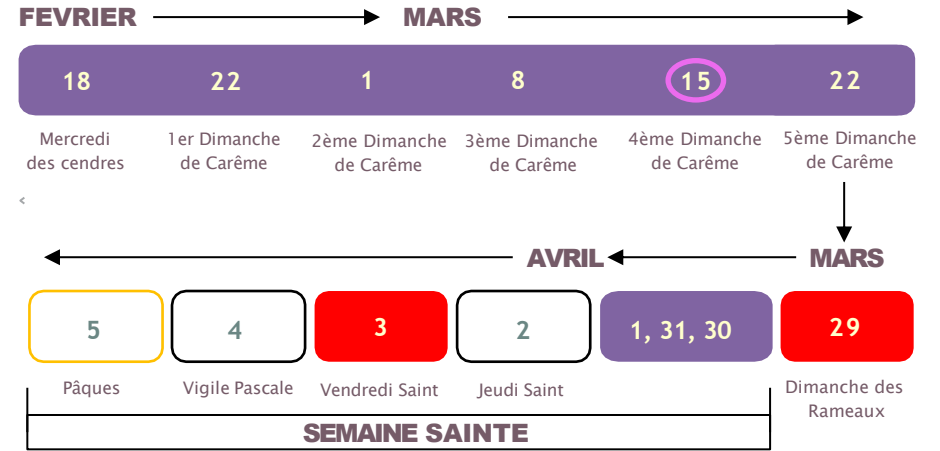 FEVRIER MARS
18 22 1 8 15 22
Mercredi
des cendres
1er Dimanche
de Carême
2ème Dimanche
de Carême
3ème Dimanche
de Carême
4ème Dimanche
de Carême
5ème Dimanche
de Carême
<
AVRIL MARS
5 4 3 2 1, 31, 30 29
Pâques
Vigile Pascale
Vendredi Saint
Jeudi Saint
Dimanche des
Rameaux
SEMAINE SAINTE